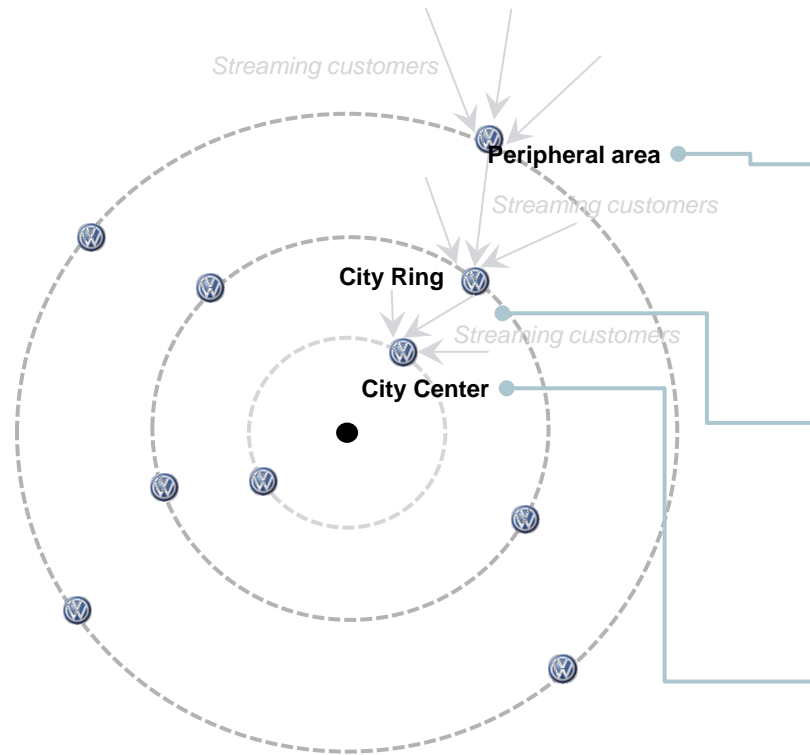 Streaming customers
Peripheral area
Streaming customers
City Ring
Streaming customers
City Center